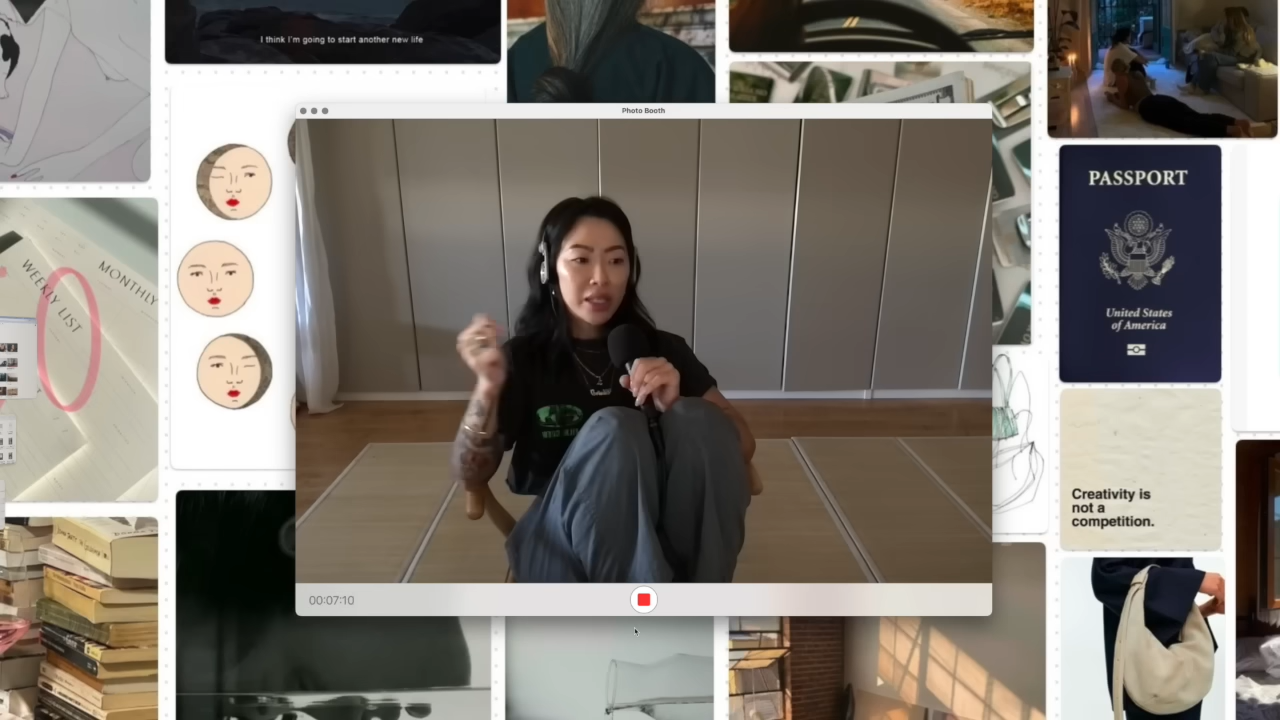 I think I'm going to start another new life
Photo Booth
WEEKLY LIST
MONTHLY
PASSPORT
United States
of America
Creativity is
not a
competition.
00:07:10